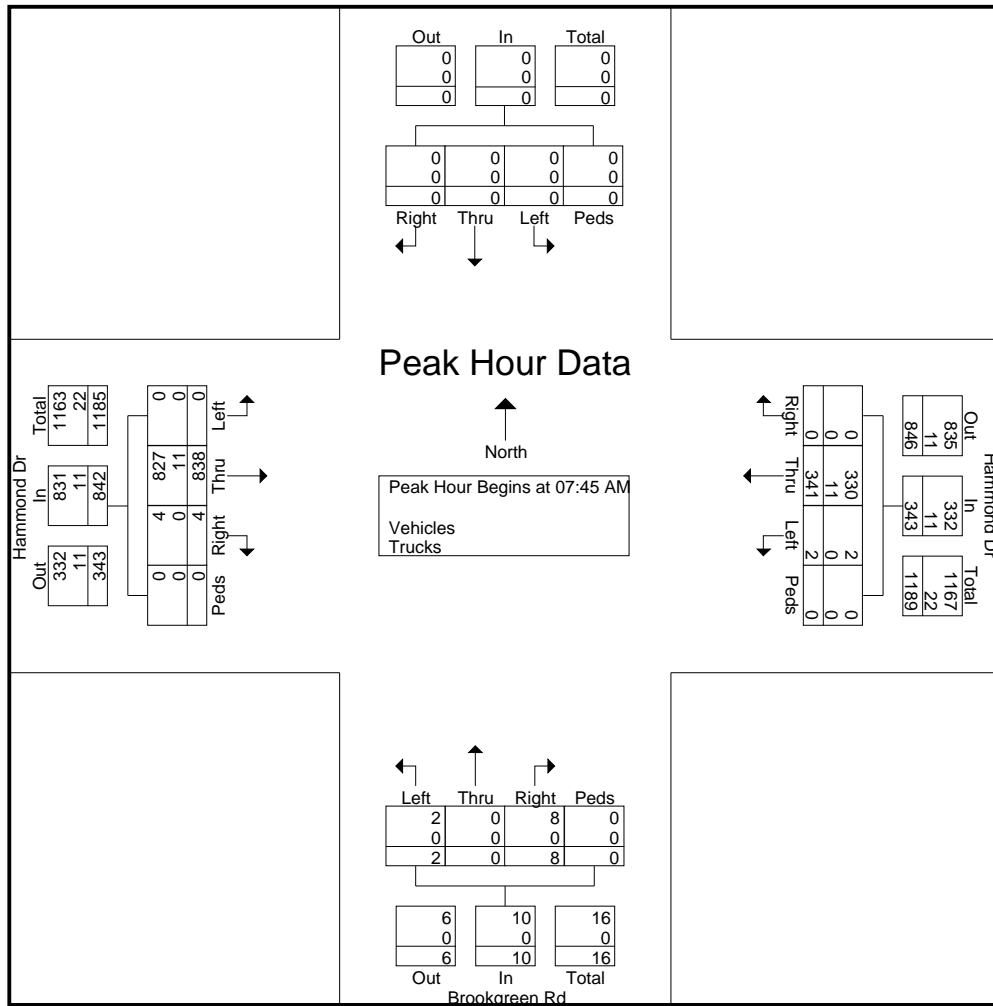 Out In Total
0 0 0
0 0 0
0 0 0
0 0 0 0
0 0 0 0
0 0 0 0
Right Thru Left Peds
Peak Hour Data
North
Peak Hour Begins at 07:45 AM
Vehicles
Trucks
Hammond Dr
Total In Out
1163 831 332
22 11 11
1185 842 343
0 827 4 0
0 11 0 0
0 838 4 0
Left Thru Right Peds
Hammond Dr
Out In Total
835 332 1167
11 11 22
846 343 1189
0 330 2 0
0 11 0 0
0 341 2 0
Right Thru Left Peds
Left Thru Right Peds
2 0 8 0
0 0 0 0
2 0 8 0
6 10 16
0 0 0
6 10 16
Out In Total
Brookgreen Rd